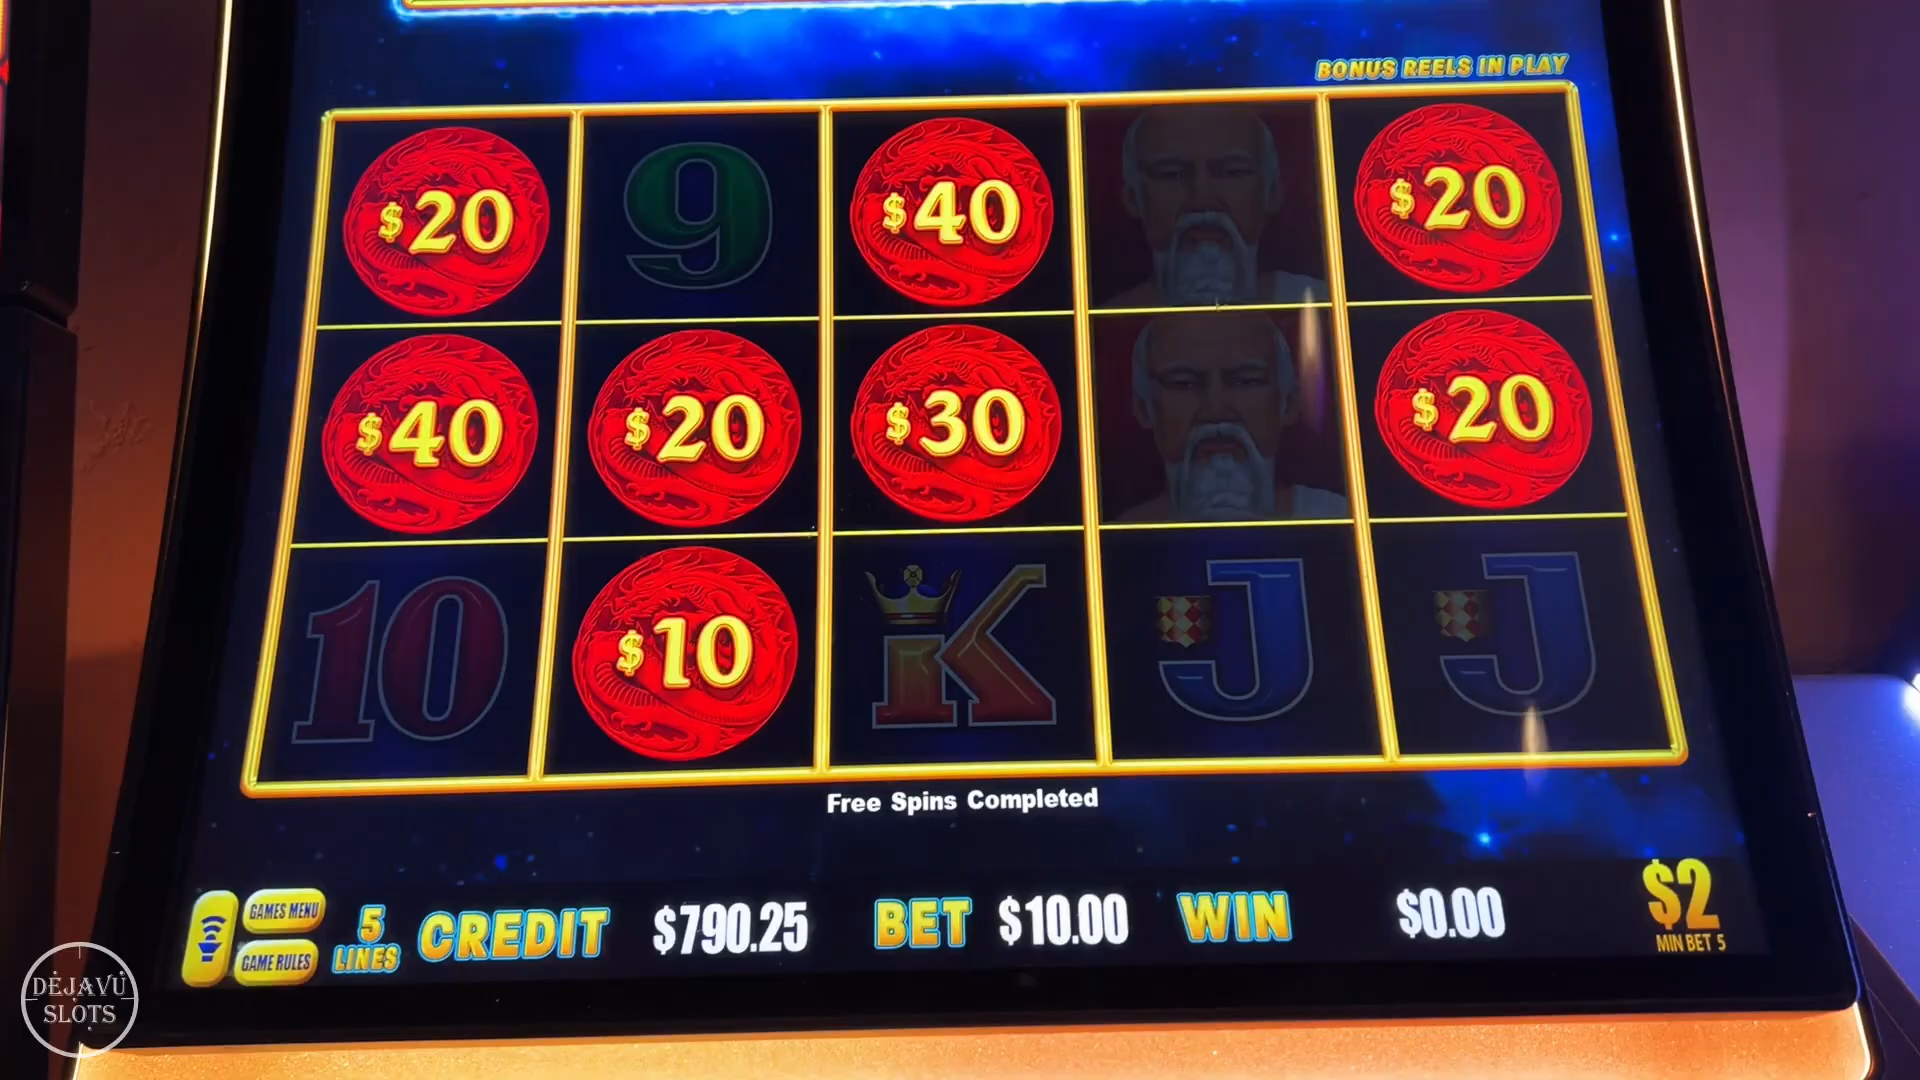 BONUS REELS IN PLAY
$20
9
$40
$20
$40
$20
$30
$20
10
$10
K
J
J
Free Spins Completed
GAMES MENU
GAME RULES
5
LINES
CREDIT $790.25 BET $10.00 WIN $0.00
$2
MIN BET 5
DÉJAVÙ
SLOTS